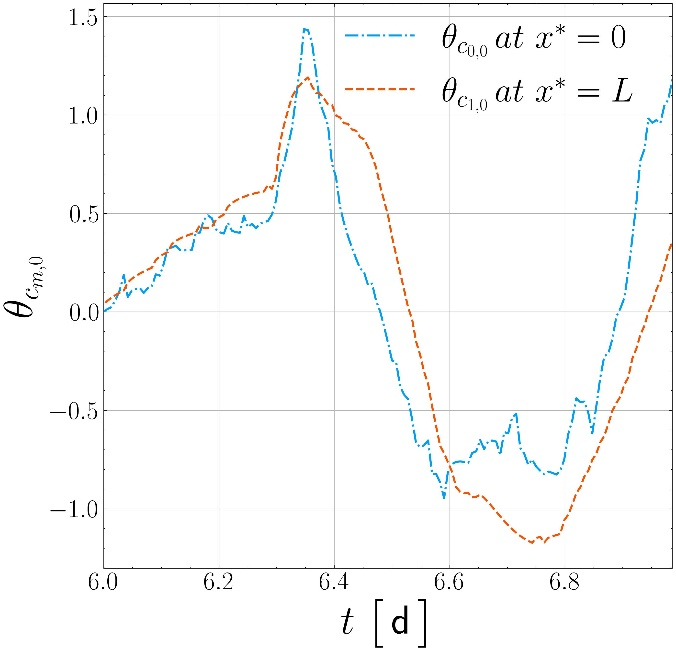 θ_{c_{0,0}} at x* = 0
θ_{c_{1,0}} at x* = L
1.5
1.0
0.5
0.0
−0.5
−1.0
θ_{c_{m,0}}
6.0 6.2 6.4 6.6 6.8
t [d]